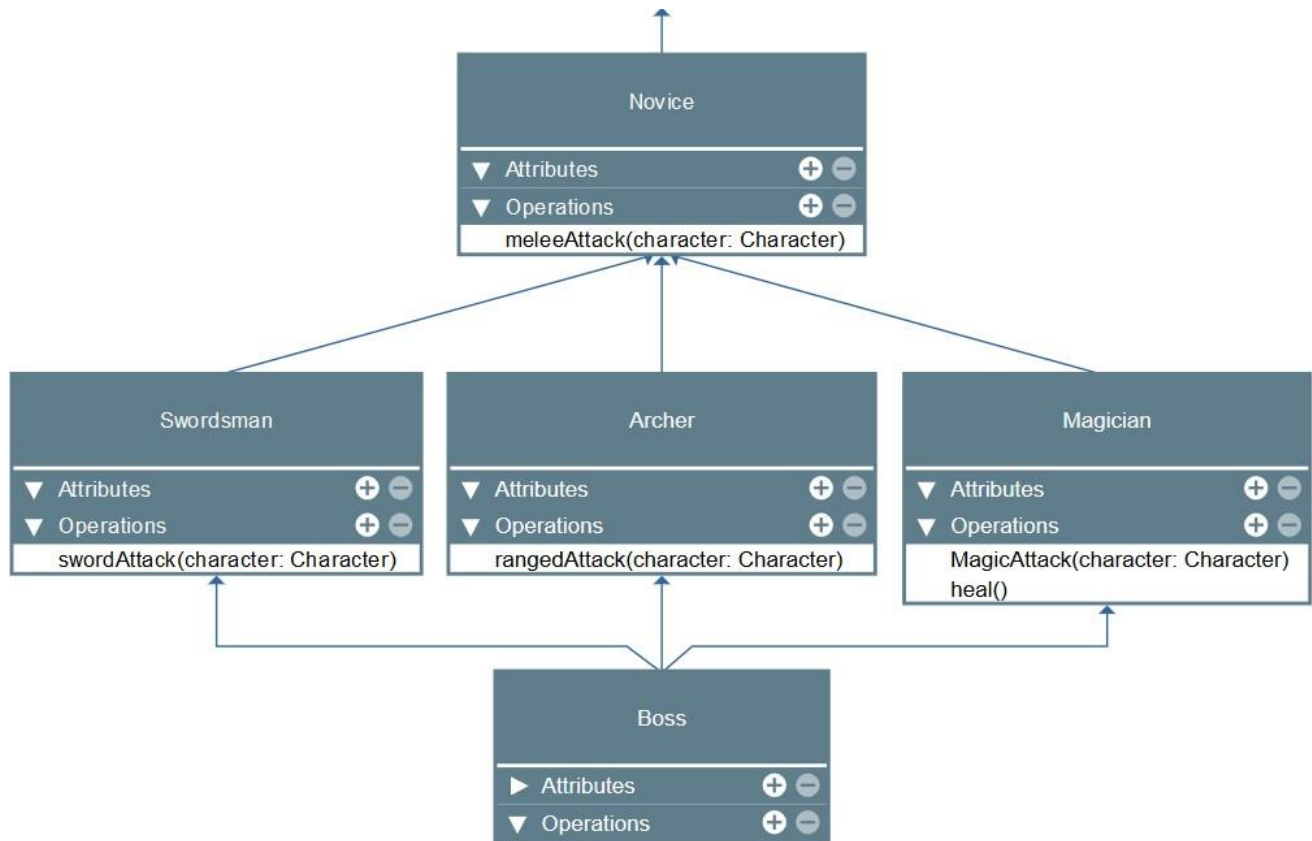 Novice
Attributes
Operations
meleeAttack(character: Character)
Swordsman
Attributes
Operations
swordAttack(character: Character)
Archer
Attributes
Operations
rangedAttack(character: Character)
Magician
Attributes
Operations
MagicAttack(character: Character)
heal()
Boss
Attributes
Operations